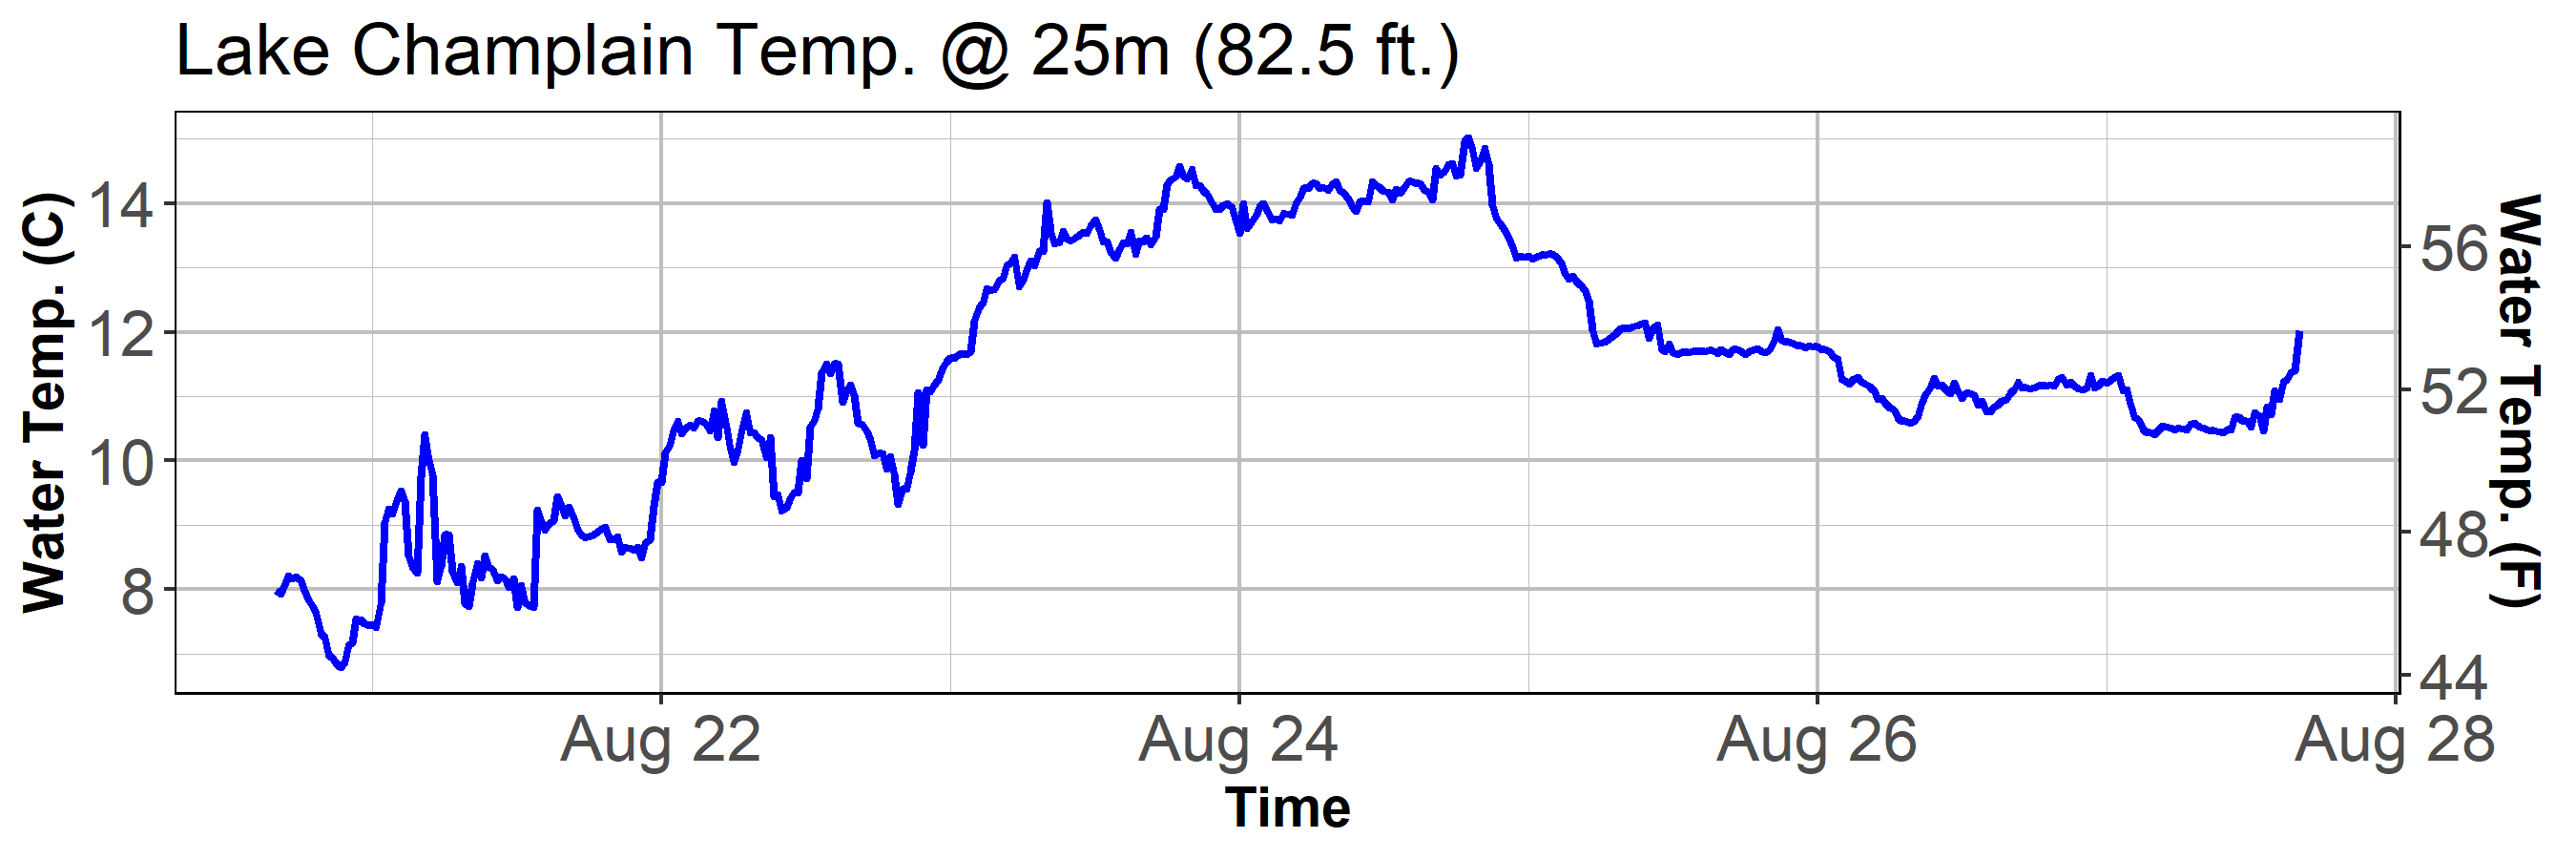 Lake Champlain Temp. @ 25m (82.5 ft.)
Water Temp. (C)
14
12
10
8
56
52
48
44
Water Temp. (F)
Aug 22 Aug 24 Aug 26 Aug 28
Time